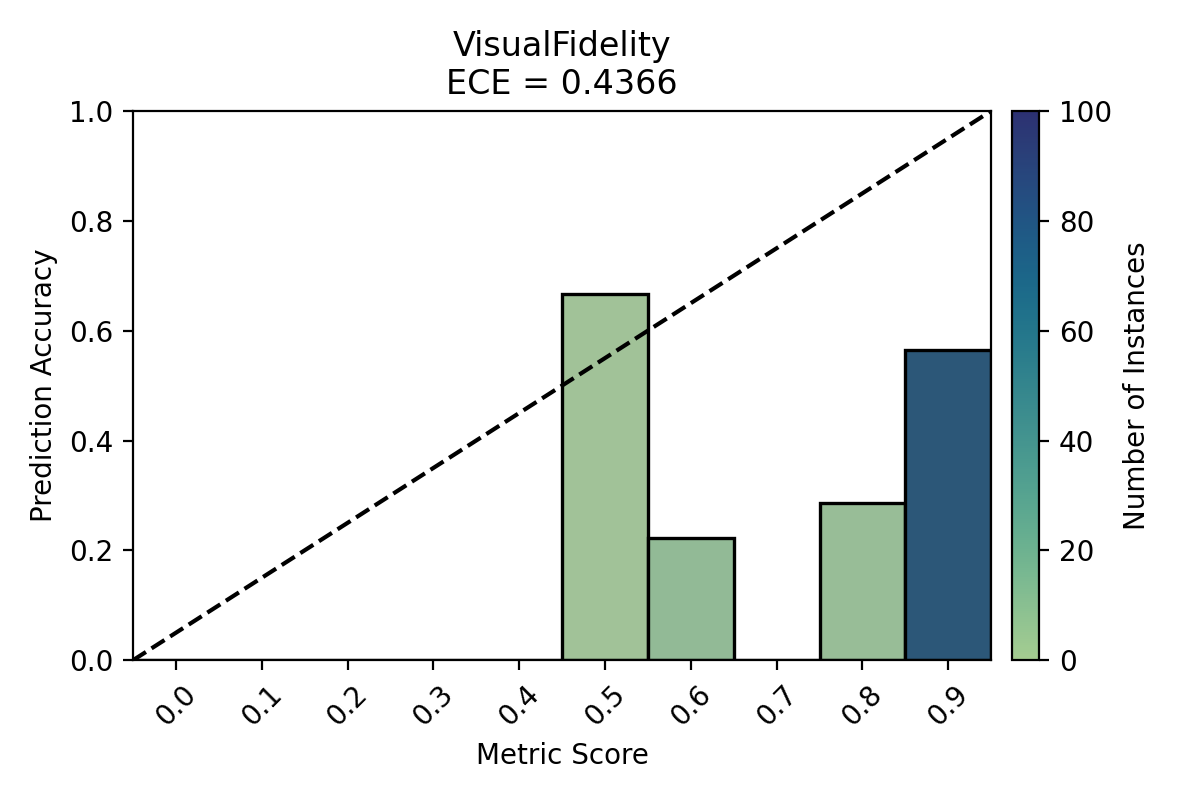 VisualFidelity
ECE = 0.4366
1.0
0.8
0.6
0.4
0.2
0.0
Prediction Accuracy
0.0 0.1 0.2 0.3 0.4 0.5 0.6 0.7 0.8 0.9
Metric Score
100
80
60
40
20
0
Number of Instances